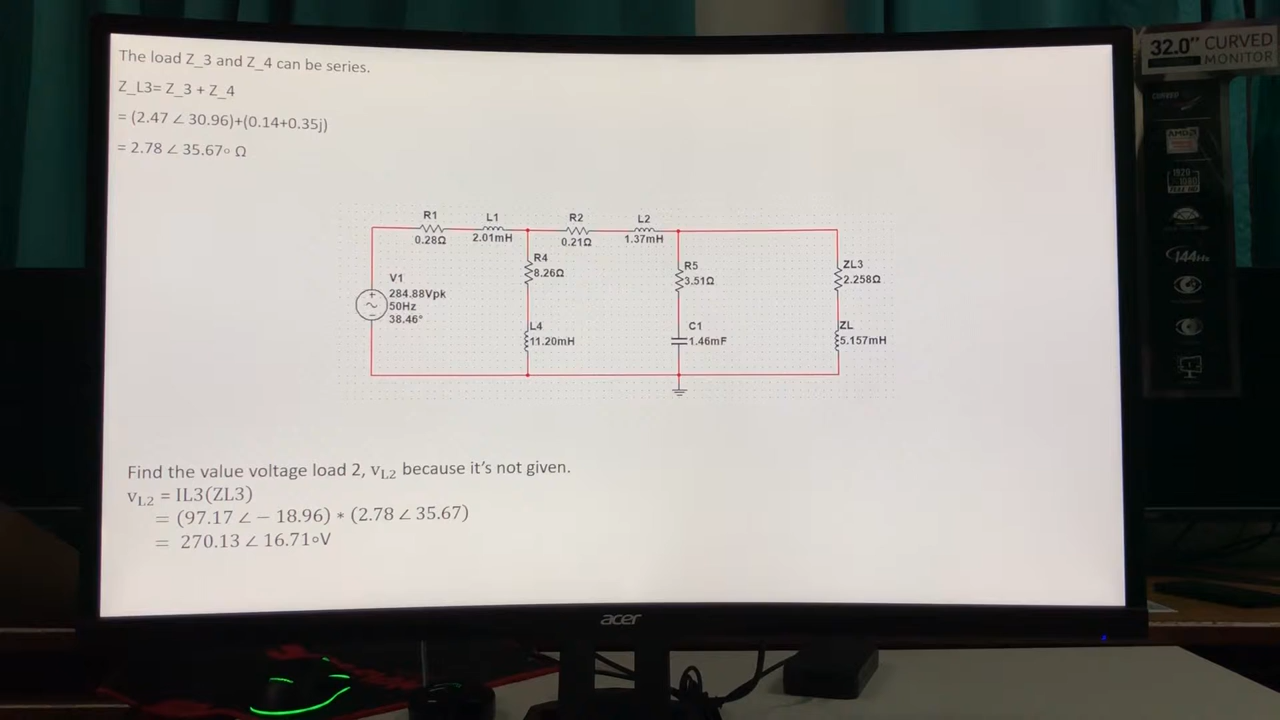 The load Z_3 and Z_4 can be series.
Z_L3= Z_3 + Z_4
= (2.47 ∠ 30.96)+(0.14+0.35j)
= 2.78 ∠ 35.67∘ Ω
R1
0.28Ω
L1
2.01mH
R2
0.21Ω
L2
1.37mH
R4
8.26Ω
R5
3.51Ω
ZL3
2.258Ω
V1
284.88Vpk
50Hz
38.46°
L4
11.20mH
C1
1.46mF
ZL
5.157mH
Find the value voltage load 2, vL2 because it's not given.
vL2 = IL3(ZL3)
= (97.17 ∠ − 18.96) ∗ (2.78 ∠ 35.67)
= 270.13 ∠ 16.71∘V
acer
32.0" CURVED
MONITOR
CURVED
AMD
1920
1080
144Hz